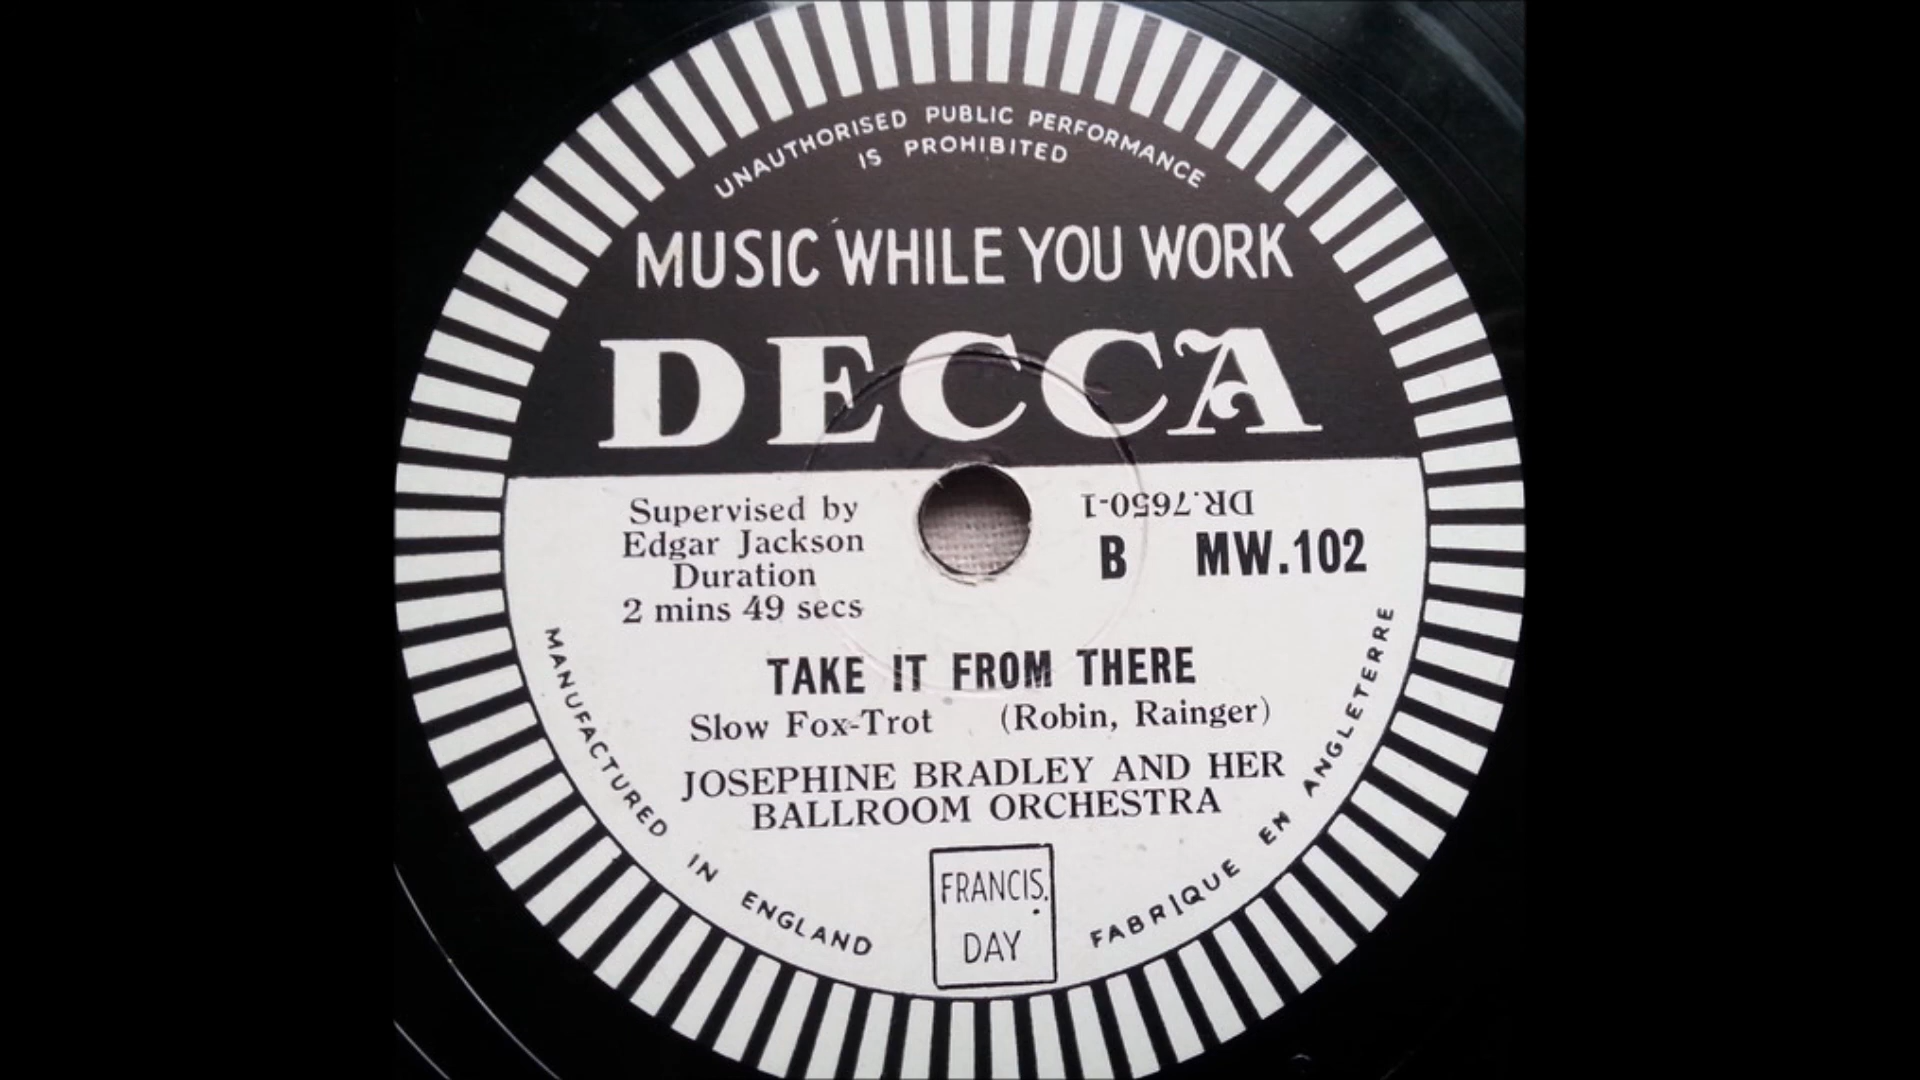 UNAUTHORISED PUBLIC PERFORMANCE
IS PROHIBITED
MUSIC WHILE YOU WORK
DECCA
Supervised by
Edgar Jackson
Duration
2 mins 49 secs
DR.7650-1
B MW.102
TAKE IT FROM THERE
Slow Fox-Trot (Robin, Rainger)
JOSEPHINE BRADLEY AND HER
BALLROOM ORCHESTRA
FRANCIS.
DAY
MANUFACTURED IN ENGLAND
FABRIQUE EN ANGLETERRE